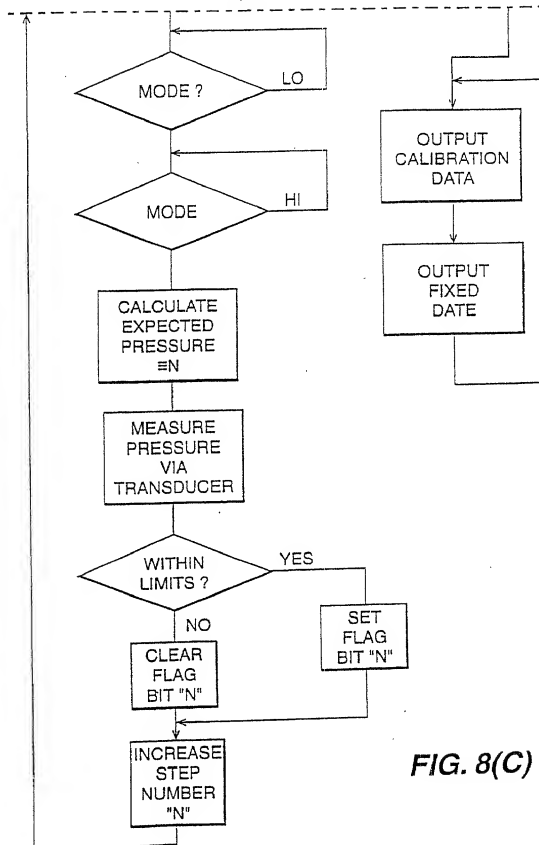 MODE ?
LO
MODE
HI
CALCULATE
EXPECTED
PRESSURE
≡N
MEASURE
PRESSURE
VIA
TRANSDUCER
WITHIN
LIMITS ?
YES
NO
CLEAR
FLAG
BIT "N"
SET
FLAG
BIT "N"
INCREASE
STEP
NUMBER
"N"
OUTPUT
CALIBRATION
DATA
OUTPUT
FIXED
DATE
FIG. 8(C)